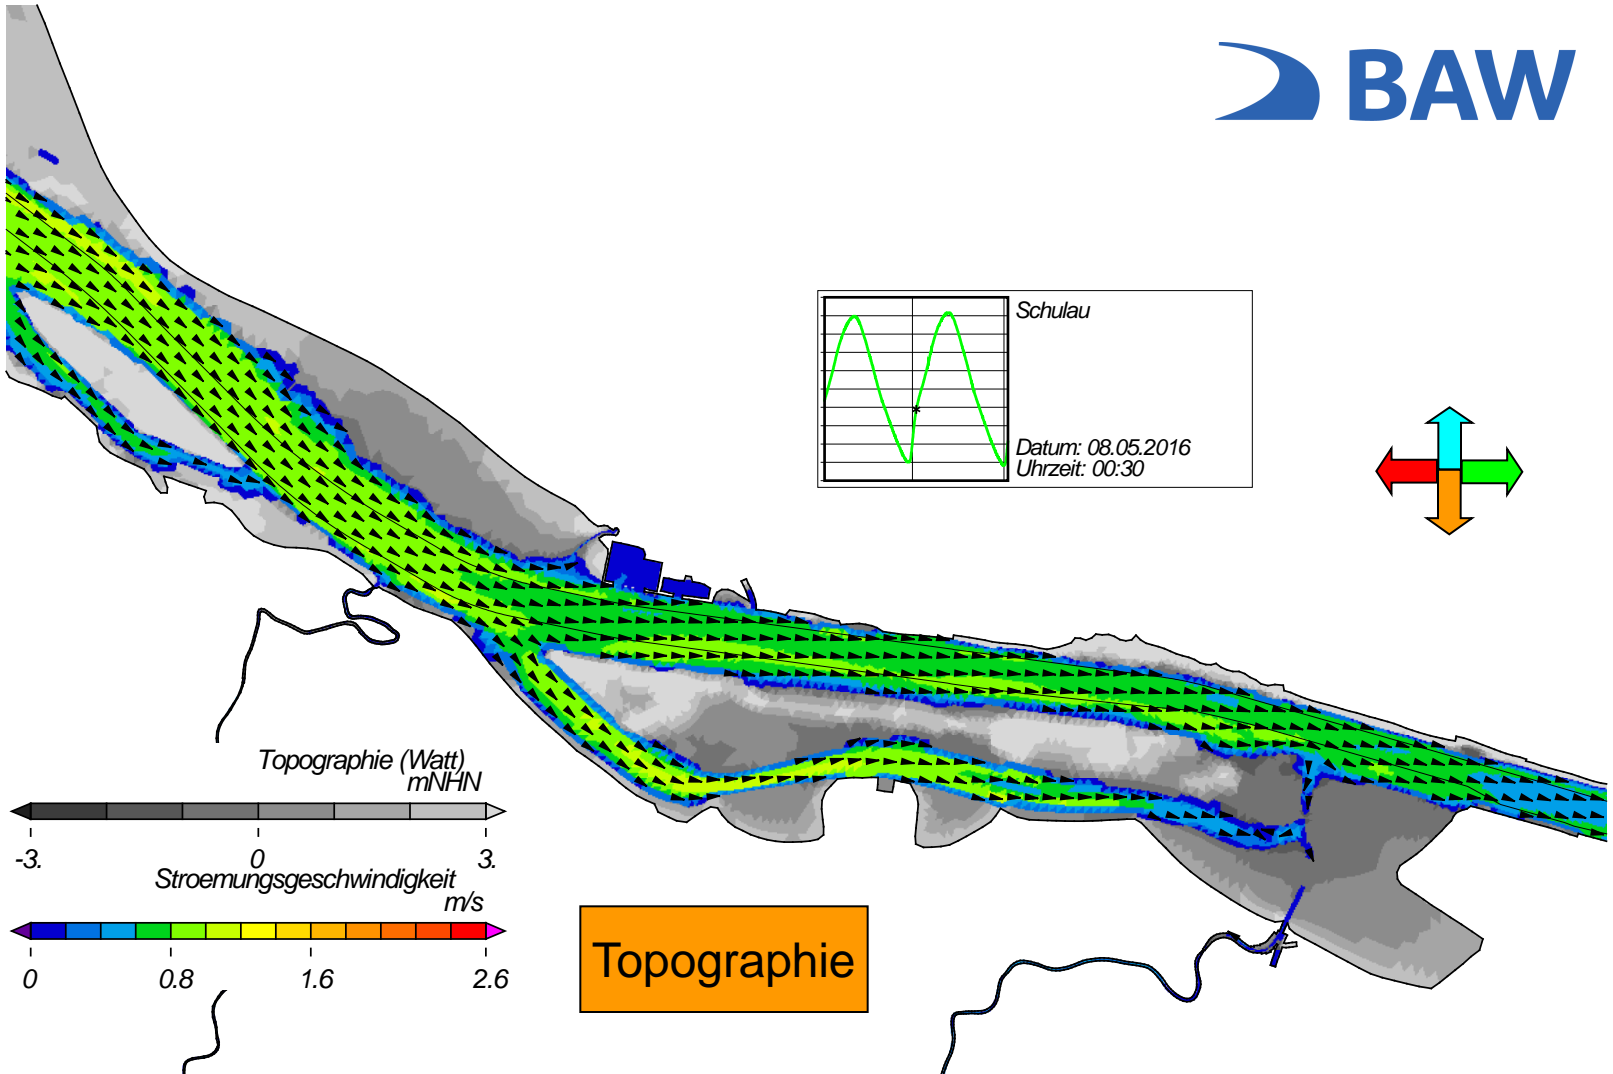 BAW
Schulau
Datum: 08.05.2016
Uhrzeit: 00:30
Topographie (Watt)
mNHN
-3. 0 3.
Stroemungsgeschwindigkeit
m/s
0 0.8 1.6 2.6
Topographie